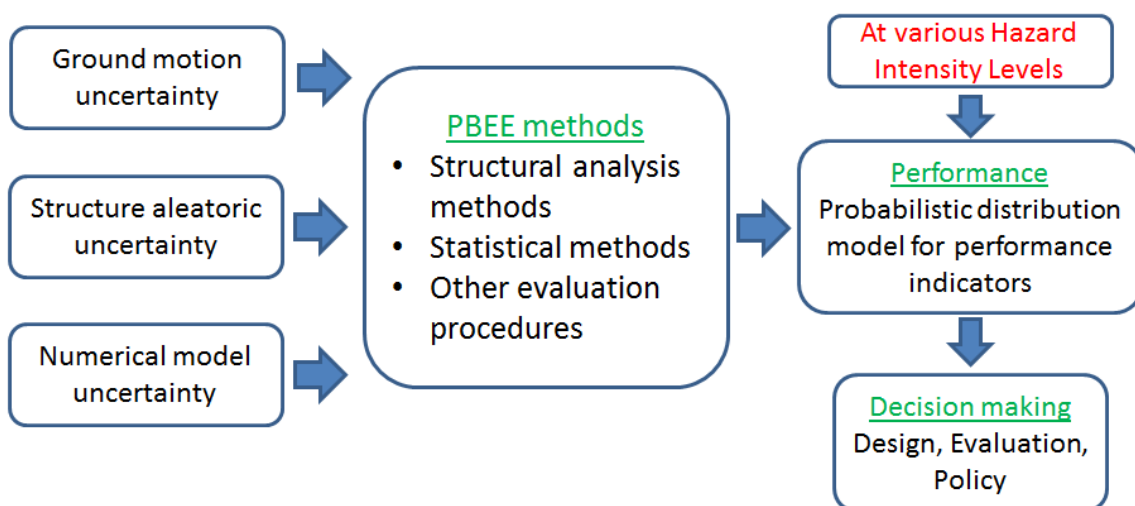 Ground motion
uncertainty
Structure aleatoric
uncertainty
Numerical model
uncertainty
PBEE methods
• Structural analysis
methods
• Statistical methods
• Other evaluation
procedures
At various Hazard
Intensity Levels
Performance
Probabilistic distribution
model for performance
indicators
Decision making
Design, Evaluation,
Policy